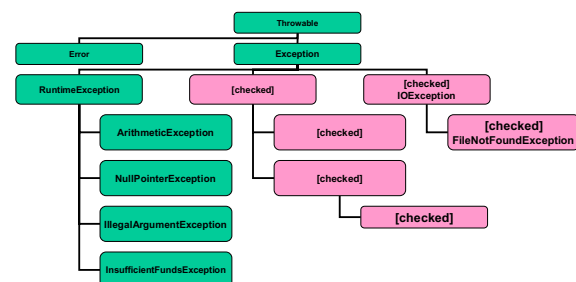 Throwable
Error
Exception
RuntimeException
[checked]
[checked]
IOException
ArithmeticException
[checked]
[checked]
FileNotFoundException
NullPointerException
[checked]
IllegalArgumentException
[checked]
InsufficientFundsException